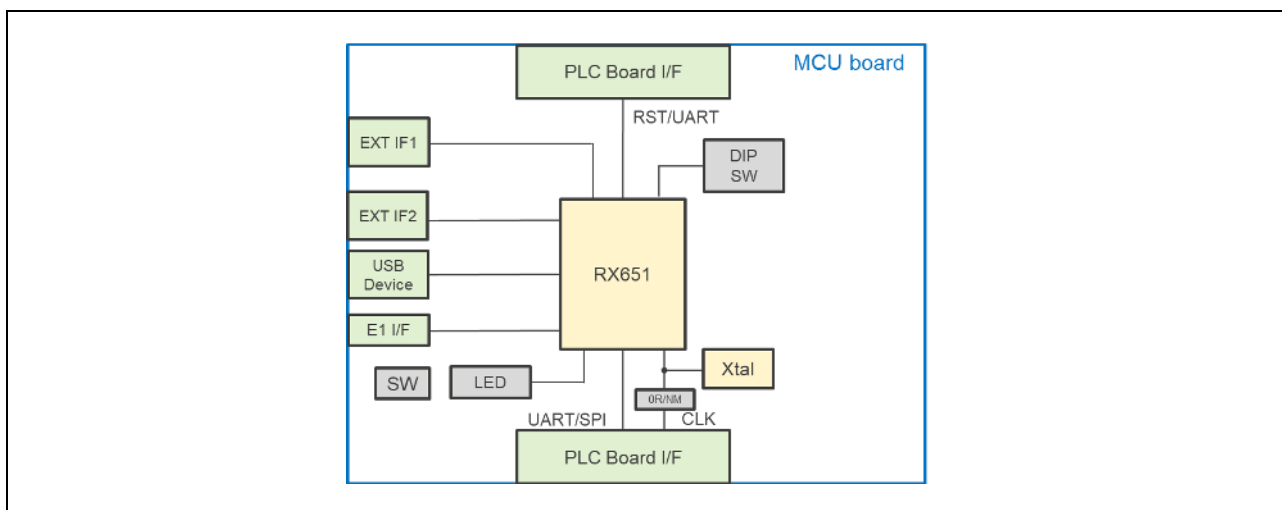 PLC Board I/F
MCU board
RST/UART
EXT IF1
DIP
SW
EXT IF2
RX651
USB
Device
E1 I/F
Xtal
SW
LED
0R/NM
UART/SPI
CLK
PLC Board I/F